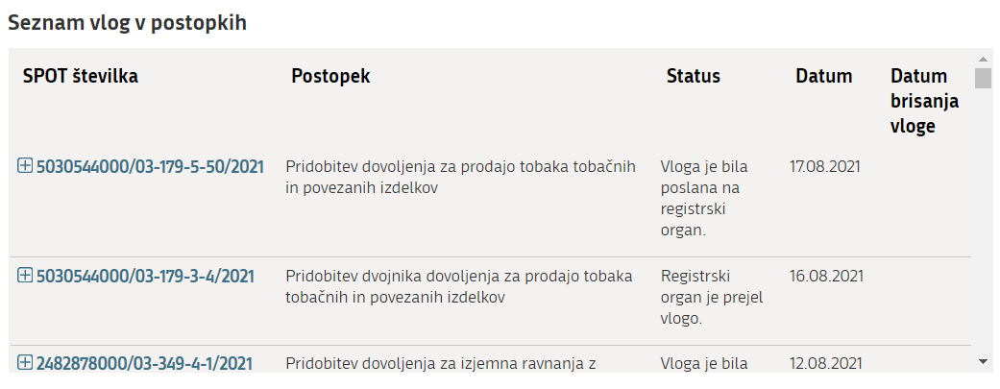 Seznam vlog v postopkih
SPOT številka Postopek Status Datum Datum
brisanja
vloge
5030544000/03-179-5-50/2021 Pridobitev dovoljenja za prodajo tobaka tobačnih Vloga je bila 17.08.2021
in povezanih izdelkov poslana na
registrski
organ.
5030544000/03-179-3-4/2021 Pridobitev dvojnika dovoljenja za prodajo tobaka Registrski 16.08.2021
tobačnih in povezanih izdelkov organ je prejel
vlogo.
2482878000/03-349-4-1/2021 Pridobitev dovoljenja za izjemna ravnanja z Vloga je bila 12.08.2021